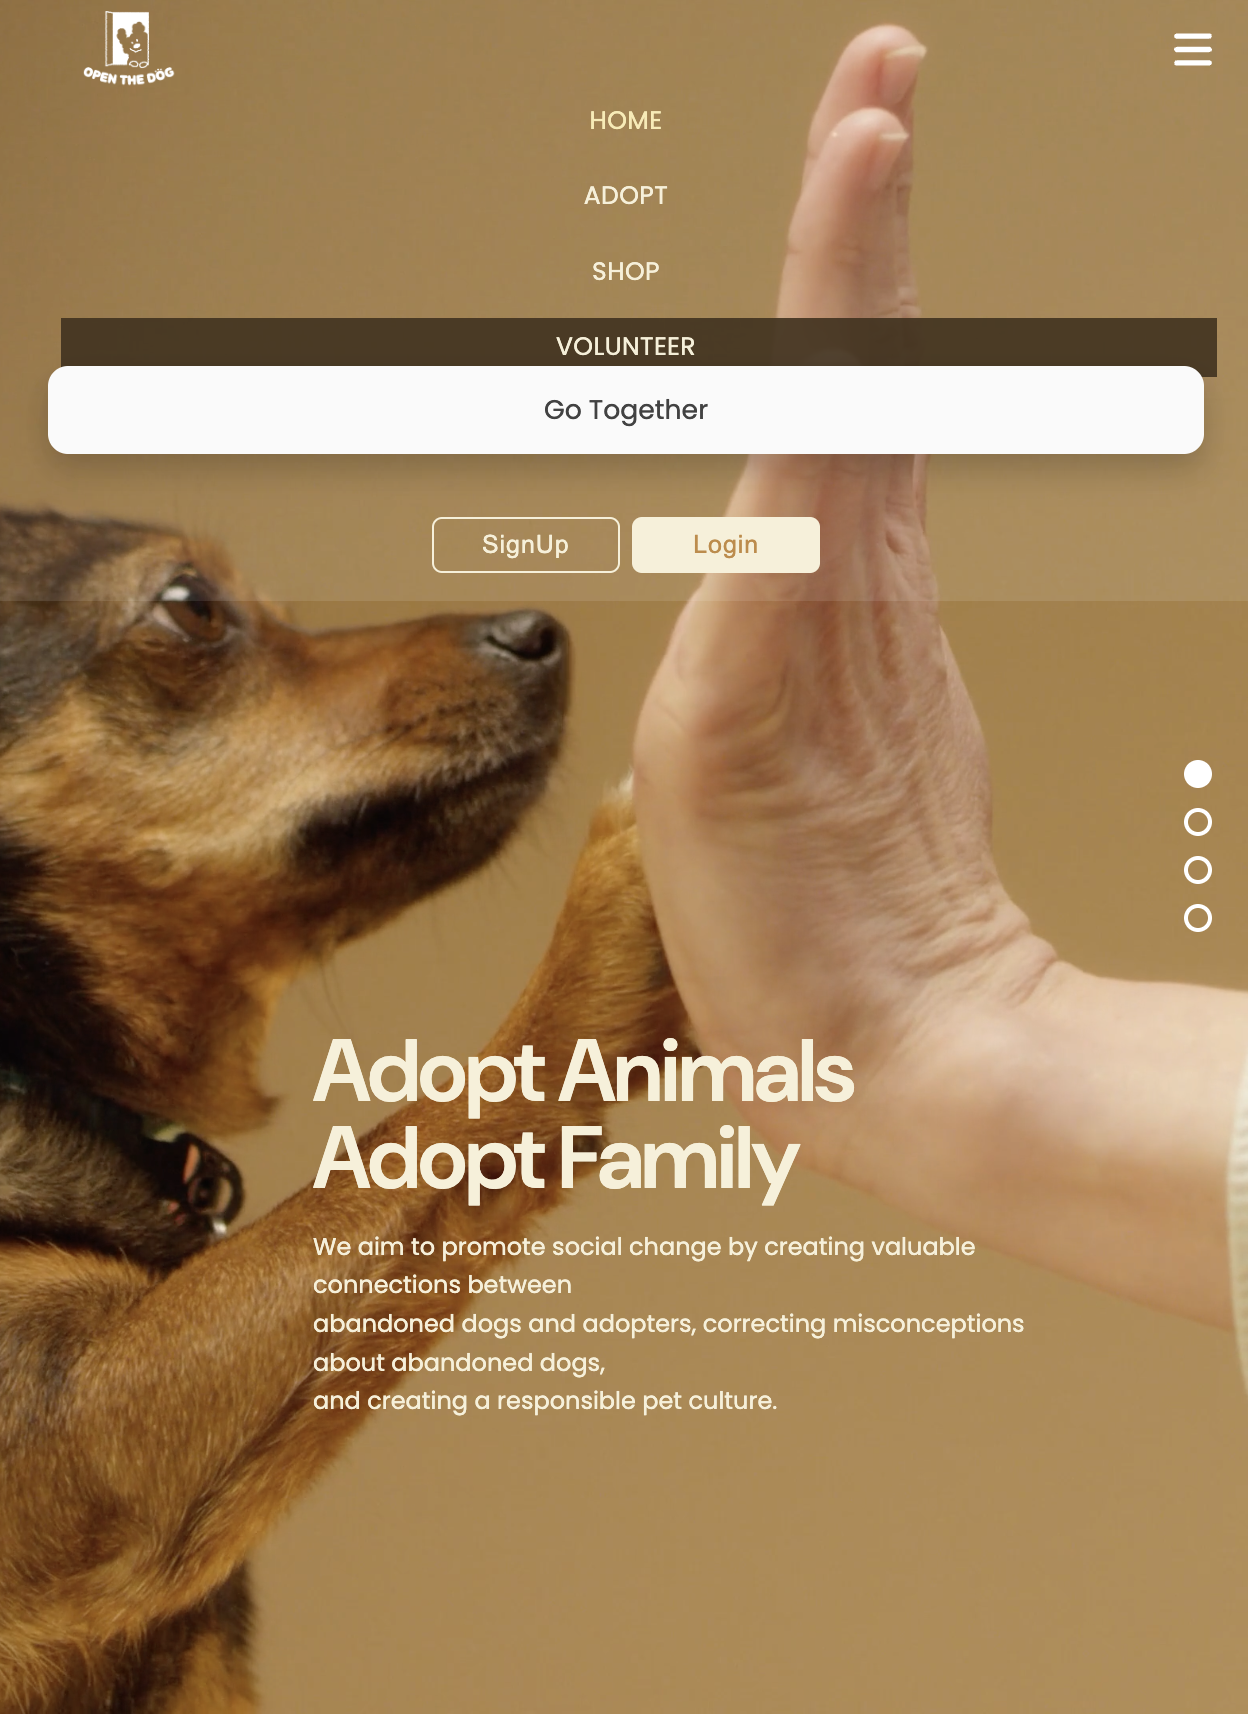 OPEN THE DÖG
HOME
ADOPT
SHOP
VOLUNTEER
Go Together
SignUp
Login
Adopt Animals
Adopt Family
We aim to promote social change by creating valuable
connections between
abandoned dogs and adopters, correcting misconceptions
about abandoned dogs,
and creating a responsible pet culture.